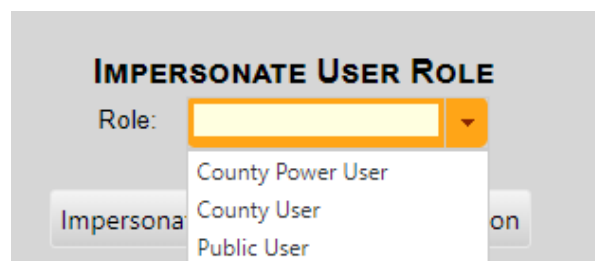 IMPERSONATE USER ROLE
Role:
County Power User
County User
Public User